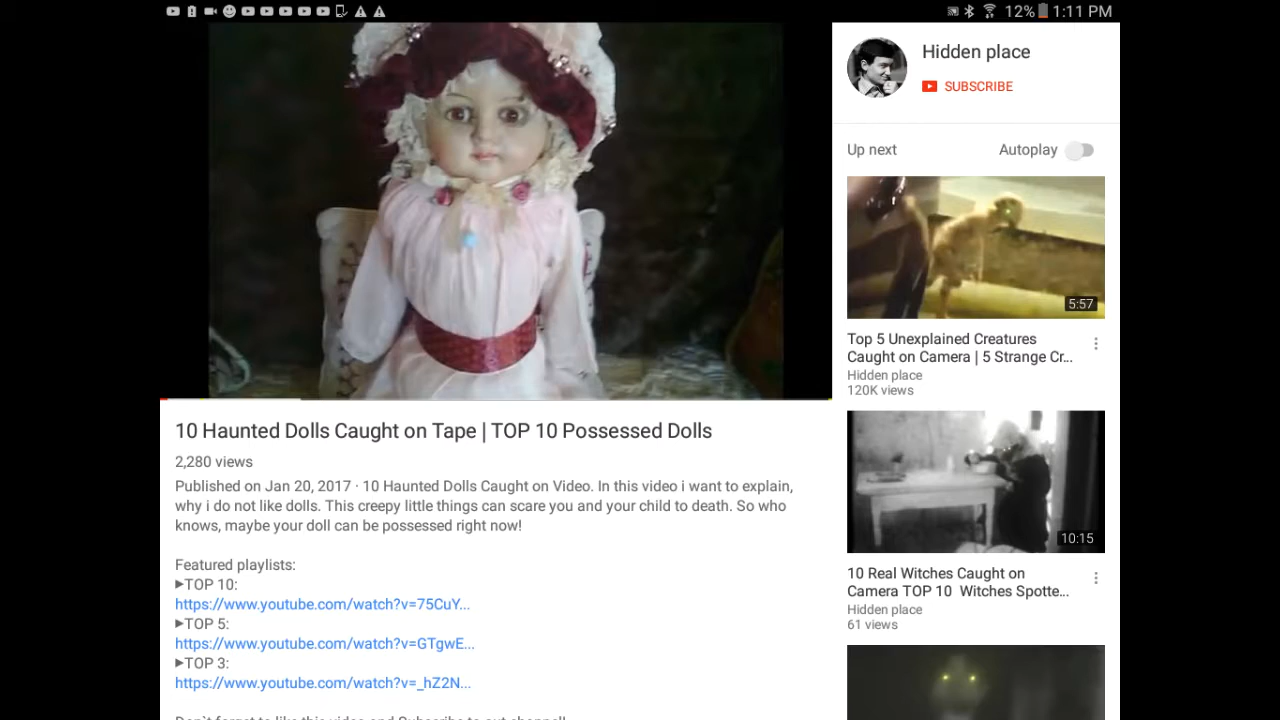 12% 1:11 PM
Hidden place
SUBSCRIBE
Up next
Autoplay
5:57
Top 5 Unexplained Creatures
Caught on Camera | 5 Strange Cr...
Hidden place
120K views
10:15
10 Real Witches Caught on
Camera TOP 10 Witches Spotte...
Hidden place
61 views
10 Haunted Dolls Caught on Tape | TOP 10 Possessed Dolls
2,280 views
Published on Jan 20, 2017 · 10 Haunted Dolls Caught on Video. In this video i want to explain,
why i do not like dolls. This creepy little things can scare you and your child to death. So who
knows, maybe your doll can be possessed right now!
Featured playlists:
▶TOP 10:
https://www.youtube.com/watch?v=75CuY...
▶TOP 5:
https://www.youtube.com/watch?v=GTgwE...
▶TOP 3:
https://www.youtube.com/watch?v=_hZ2N...